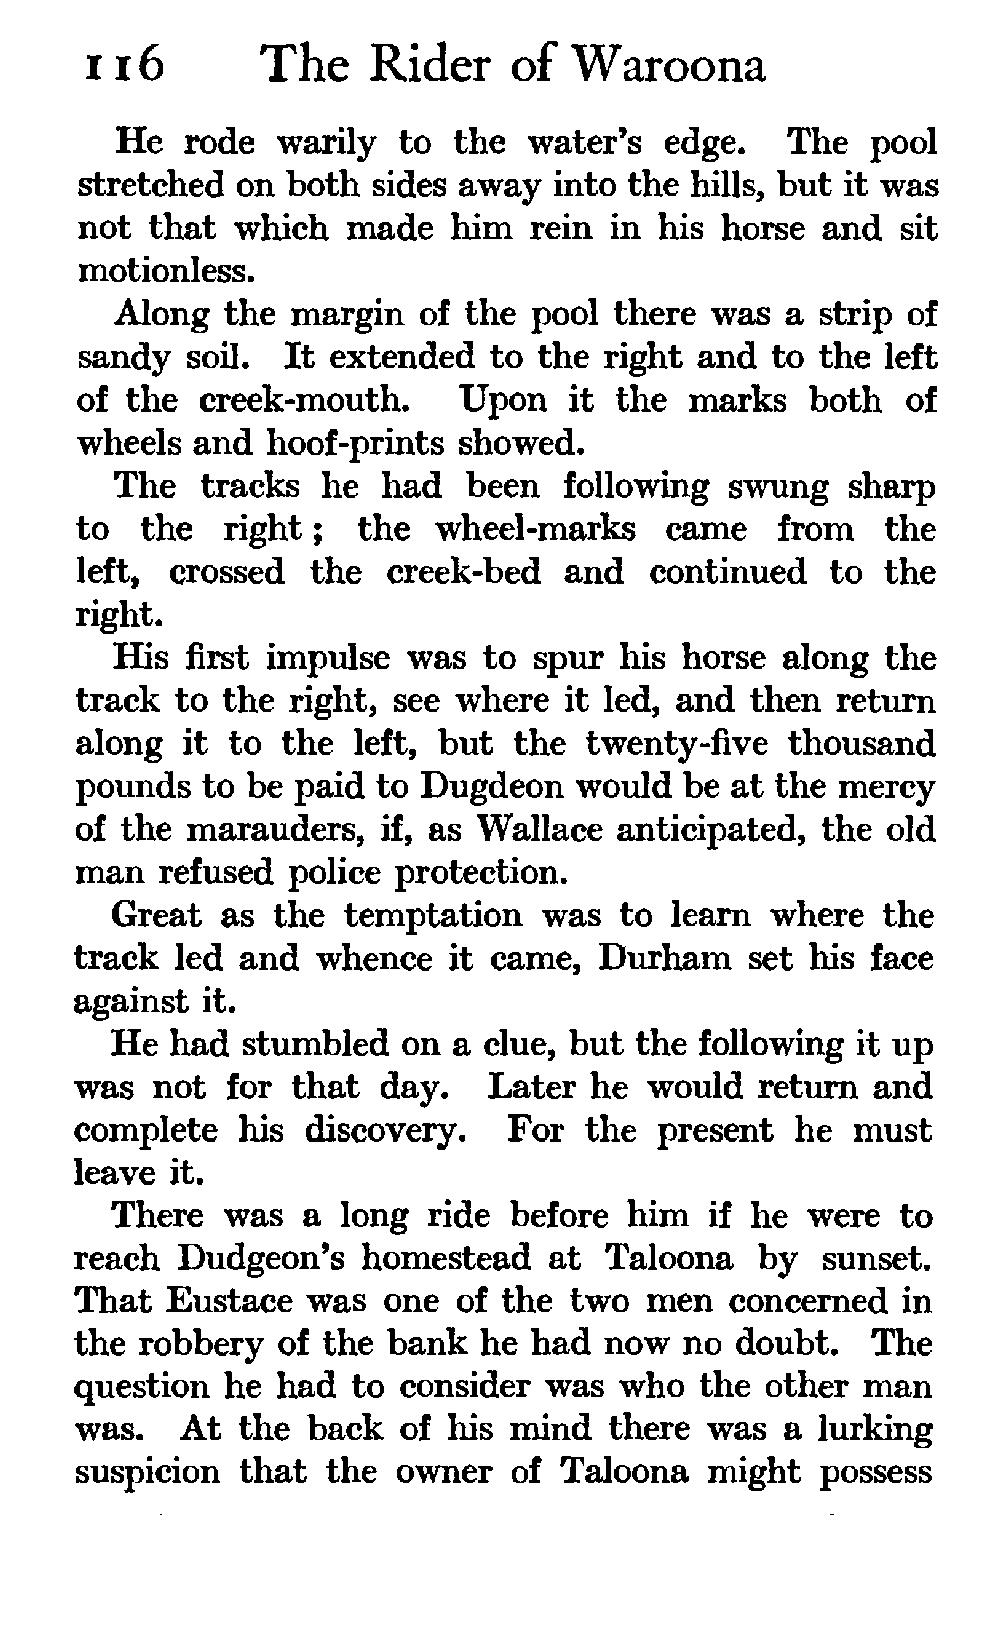 116 The Rider of Waroona
He rode warily to the water's edge. The pool
stretched on both sides away into the hills, but it was
not that which made him rein in his horse and sit
motionless.
Along the margin of the pool there was a strip of
sandy soil. It extended to the right and to the left
of the creek-mouth. Upon it the marks both of
wheels and hoof-prints showed.
The tracks he had been following swung sharp
to the right; the wheel-marks came from the
left, crossed the creek-bed and continued to the
right.
His first impulse was to spur his horse along the
track to the right, see where it led, and then return
along it to the left, but the twenty-five thousand
pounds to be paid to Dugdeon would be at the mercy
of the marauders, if, as Wallace anticipated, the old
man refused police protection.
Great as the temptation was to learn where the
track led and whence it came, Durham set his face
against it.
He had stumbled on a clue, but the following it up
was not for that day. Later he would return and
complete his discovery. For the present he must
leave it.
There was a long ride before him if he were to
reach Dudgeon's homestead at Taloona by sunset.
That Eustace was one of the two men concerned in
the robbery of the bank he had now no doubt. The
question he had to consider was who the other man
was. At the back of his mind there was a lurking
suspicion that the owner of Taloona might possess